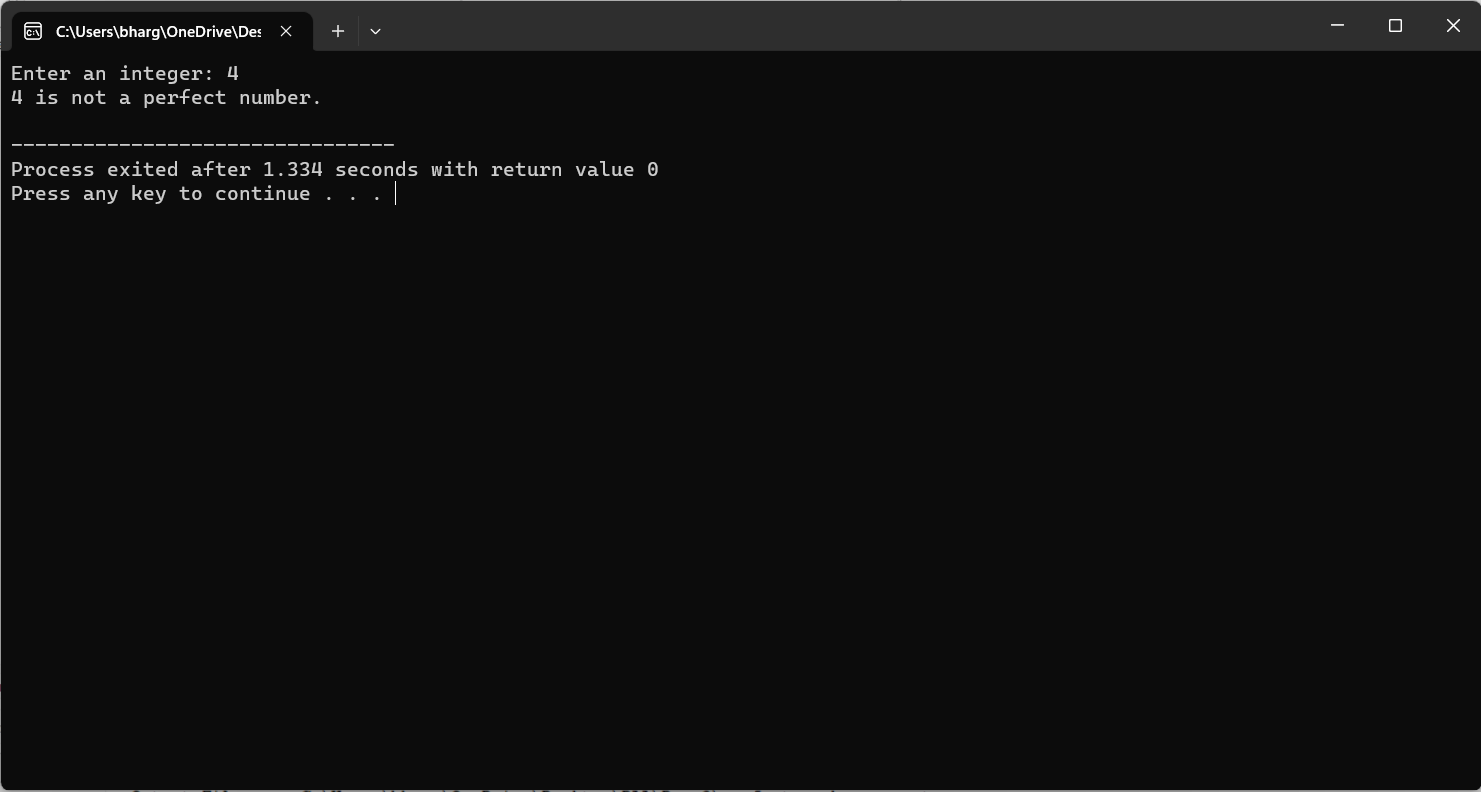 C:\Users\bharg\OneDrive\Des
Enter an integer: 4
4 is not a perfect number.
--------------------------------
Process exited after 1.334 seconds with return value 0
Press any key to continue . . .